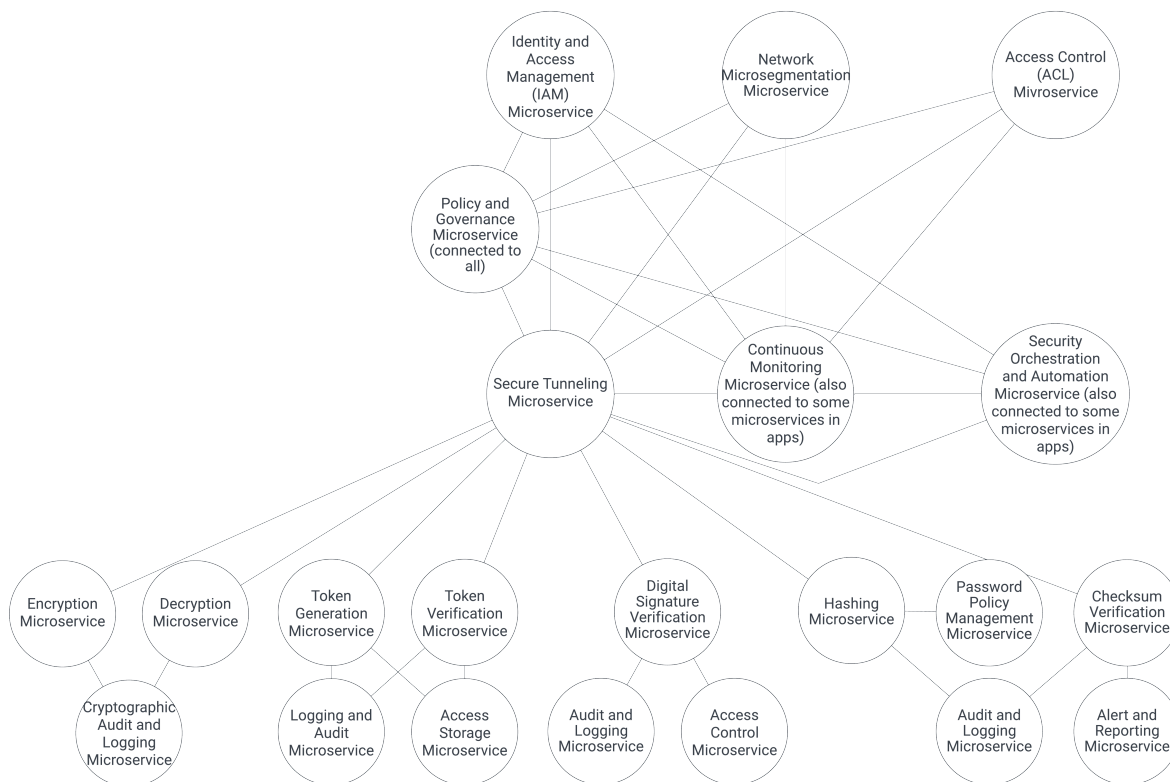 Identity and
Access
Management
(IAM)
Microservice
Network
Microsegmentation
Microservice
Access Control
(ACL)
Mivroservice
Policy and
Governance
Microservice
(connected to
all)
Secure Tunneling
Microservice
Continuous
Monitoring
Microservice (also
connected to some
microservices in
apps)
Security
Orchestration
and Automation
Microservice (also
connected to some
microservices in
apps)
Encryption
Microservice
Decryption
Microservice
Token
Generation
Microservice
Token
Verification
Microservice
Digital
Signature
Verification
Microservice
Hashing
Microservice
Password
Policy
Management
Microservice
Checksum
Verification
Microservice
Cryptographic
Audit and
Logging
Microservice
Logging and
Audit
Microservice
Access
Storage
Microservice
Audit and
Logging
Microservice
Access
Control
Microservice
Audit and
Logging
Microservice
Alert and
Reporting
Microservice